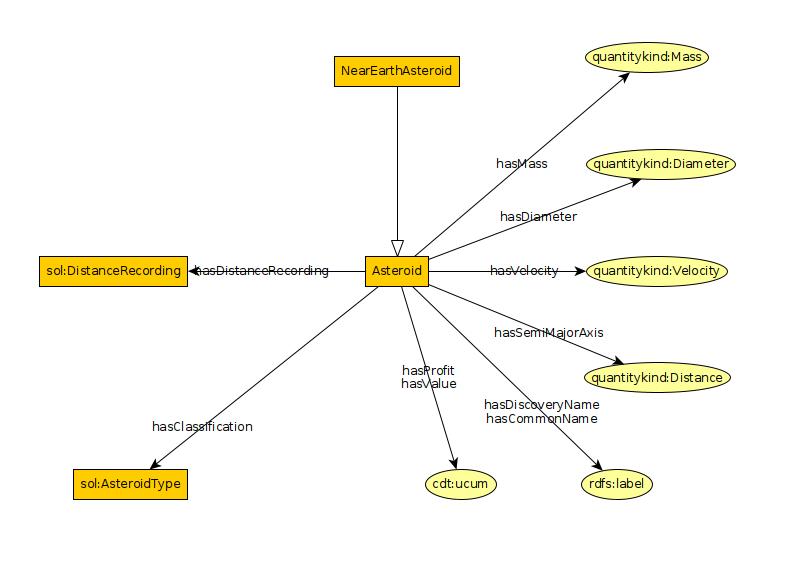 quantitykind:Mass
NearEarthAsteroid
hasMass
quantitykind:Diameter
hasDiameter
sol:DistanceRecording
hasDistanceRecording
Asteroid
hasVelocity
quantitykind:Velocity
hasSemiMajorAxis
hasProfit
hasValue
quantitykind:Distance
hasDiscoveryName
hasCommonName
hasClassification
sol:AsteroidType
cdt:ucum
rdfs:label